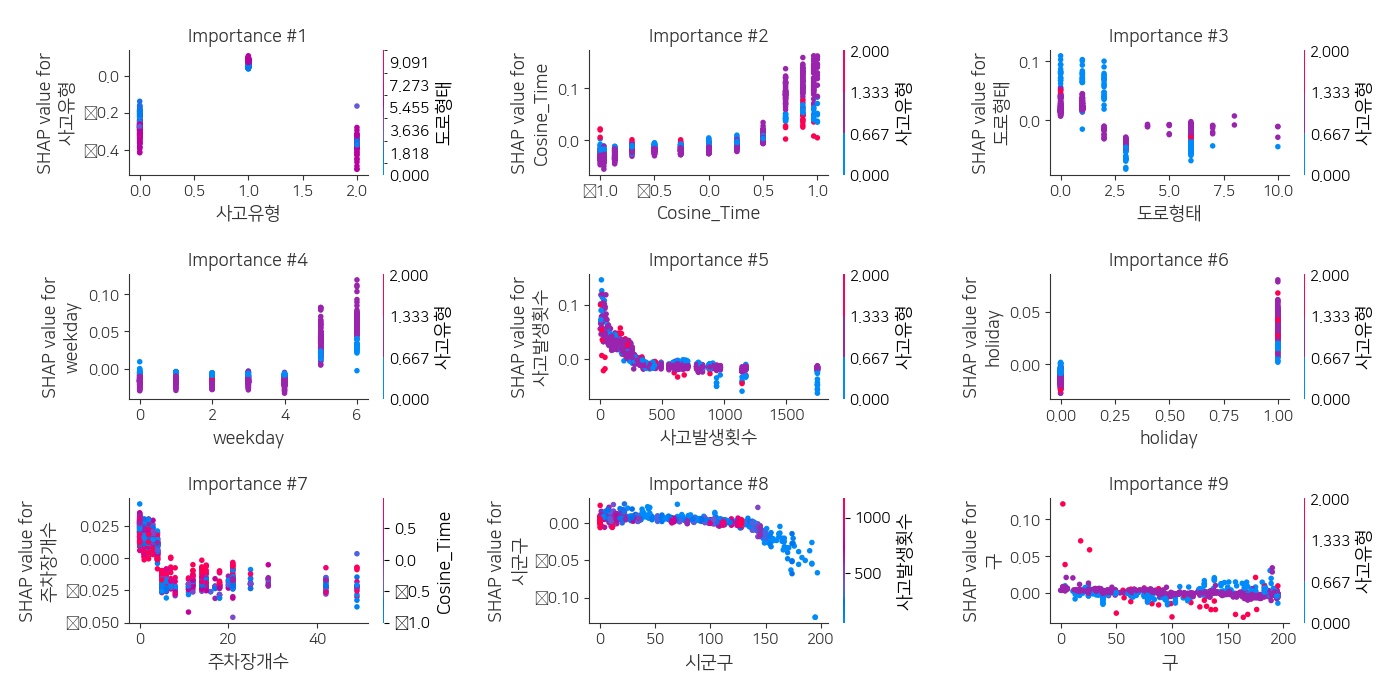 Importance #1
SHAP value for
사고유형
0.0
0.2
0.4
0.0 0.5 1.0 1.5 2.0
사고유형
9.091
7.273
5.455
3.636
1.818
0.000
도로형태
Importance #2
SHAP value for
Cosine_Time
0.1
0.0
1.0 0.5 0.0 0.5 1.0
Cosine_Time
2.000
1.333
0.667
0.000
사고유형
Importance #3
SHAP value for
도로형태
0.1
0.0
0.0 2.5 5.0 7.5 10.0
도로형태
2.000
1.333
0.667
0.000
사고유형
Importance #4
SHAP value for
weekday
0.10
0.05
0.00
0 2 4 6
weekday
2.000
1.333
0.667
0.000
사고유형
Importance #5
SHAP value for
사고발생횟수
0.1
0.0
0 500 1000 1500
사고발생횟수
2.000
1.333
0.667
0.000
사고유형
Importance #6
SHAP value for
holiday
0.05
0.00
0.00 0.25 0.50 0.75 1.00
holiday
2.000
1.333
0.667
0.000
사고유형
Importance #7
SHAP value for
주차장개수
0.025
0.000
0.025
0.050
0 20 40
주차장개수
0.5
0.0
0.5
1.0
Cosine_Time
Importance #8
SHAP value for
시군구
0.00
0.05
0.10
0 50 100 150 200
시군구
1000
500
사고발생횟수
Importance #9
SHAP value for
구
0.10
0.05
0.00
0 50 100 150 200
구
2.000
1.333
0.667
0.000
사고유형